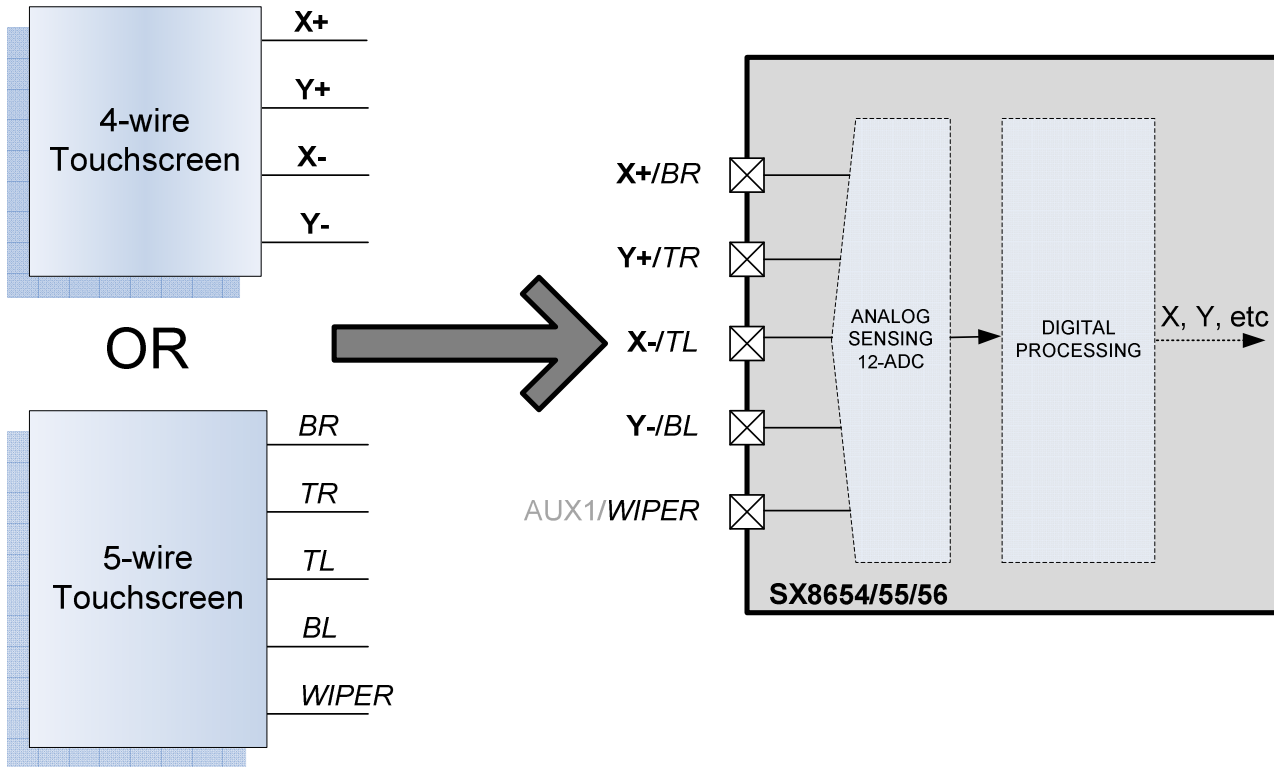 X+
Y+
X-
Y-
4-wire
Touchscreen
OR
BR
TR
TL
BL
WIPER
5-wire
Touchscreen
X+/BR
Y+/TR
X-/TL
Y-/BL
AUX1/WIPER
ANALOG
SENSING
12-ADC
DIGITAL
PROCESSING
X, Y, etc
SX8654/55/56